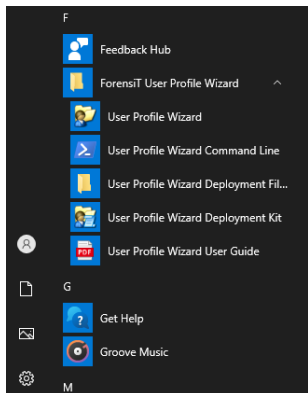 F
Feedback Hub
ForensiT User Profile Wizard
User Profile Wizard
User Profile Wizard Command Line
User Profile Wizard Deployment Fil...
User Profile Wizard Deployment Kit
PDF
User Profile Wizard User Guide
G
Get Help
Groove Music
M